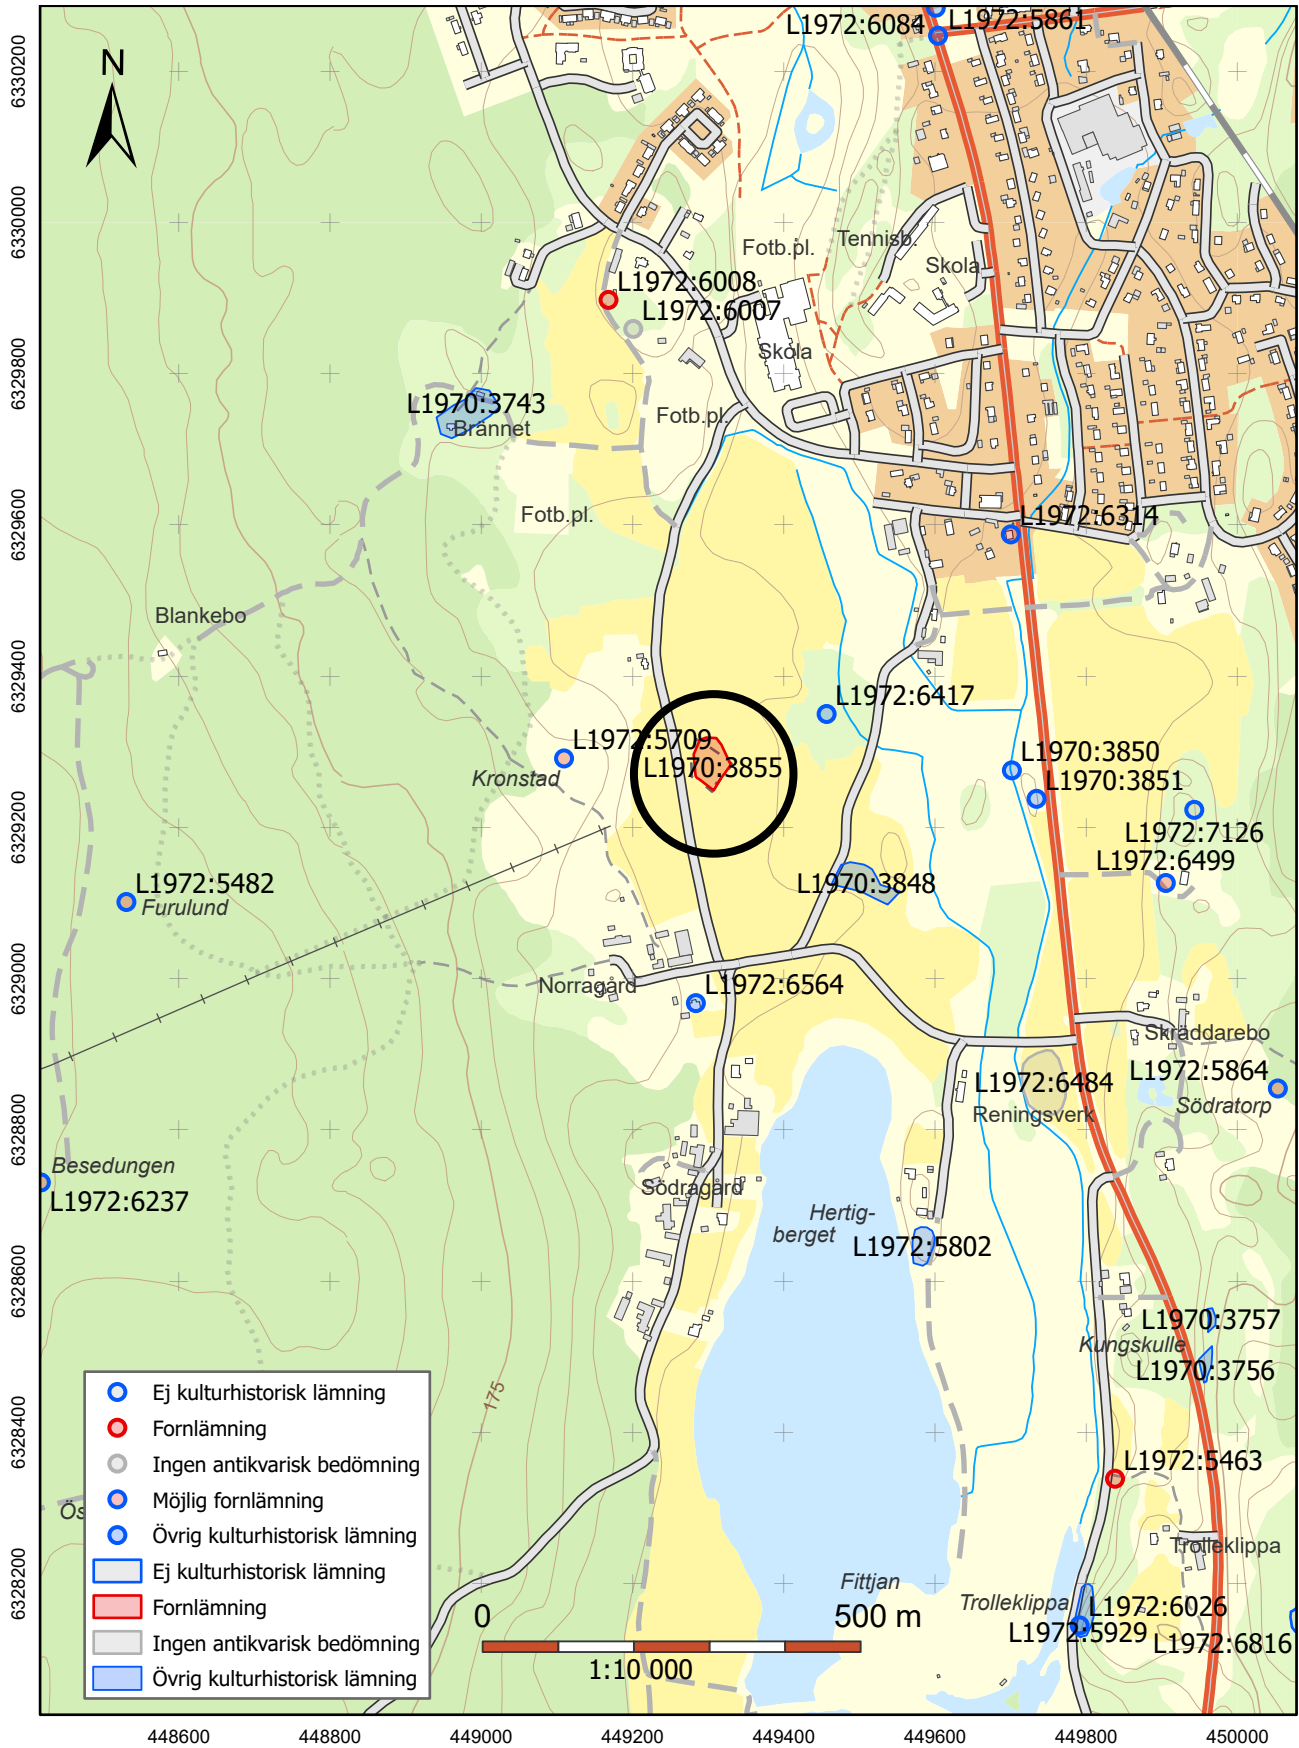 L1972:6084
L1972:5861
N
Fotb.pl.
Tennisb.
Skola
L1972:6008
L1972:6007
Skola
L1970:3743
Brännet
Fotb.pl.
Fotb.pl.
L1972:6314
Blankebo
L1972:6417
L1972:5709
L1970:3855
Kronstad
L1970:3850
L1970:3851
L1972:7126
L1972:6499
L1970:3848
L1972:5482
Furulund
L1972:6564
Norragård
Skräddarebo
L1972:5864
L1972:6484
Södratorp
Reningsverk
Besedungen
L1972:6237
Södragård
Hertig-
berget
L1972:5802
L1970:3757
Kungskulle
L1970:3756
175
L1972:5463
Trolleklippa
Fittjan
Trolleklippa
L1972:6026
L1972:5929
L1972:6816
Ös
Ej kulturhistorisk lämning
Fornlämning
Ingen antikvarisk bedömning
Möjlig fornlämning
Övrig kulturhistorisk lämning
Ej kulturhistorisk lämning
Fornlämning
Ingen antikvarisk bedömning
Övrig kulturhistorisk lämning
0
500 m
1:10 000
6330200
6330000
6329800
6329600
6329400
6329200
6329000
6328800
6328600
6328400
6328200
448600
448800
449000
449200
449400
449600
449800
450000